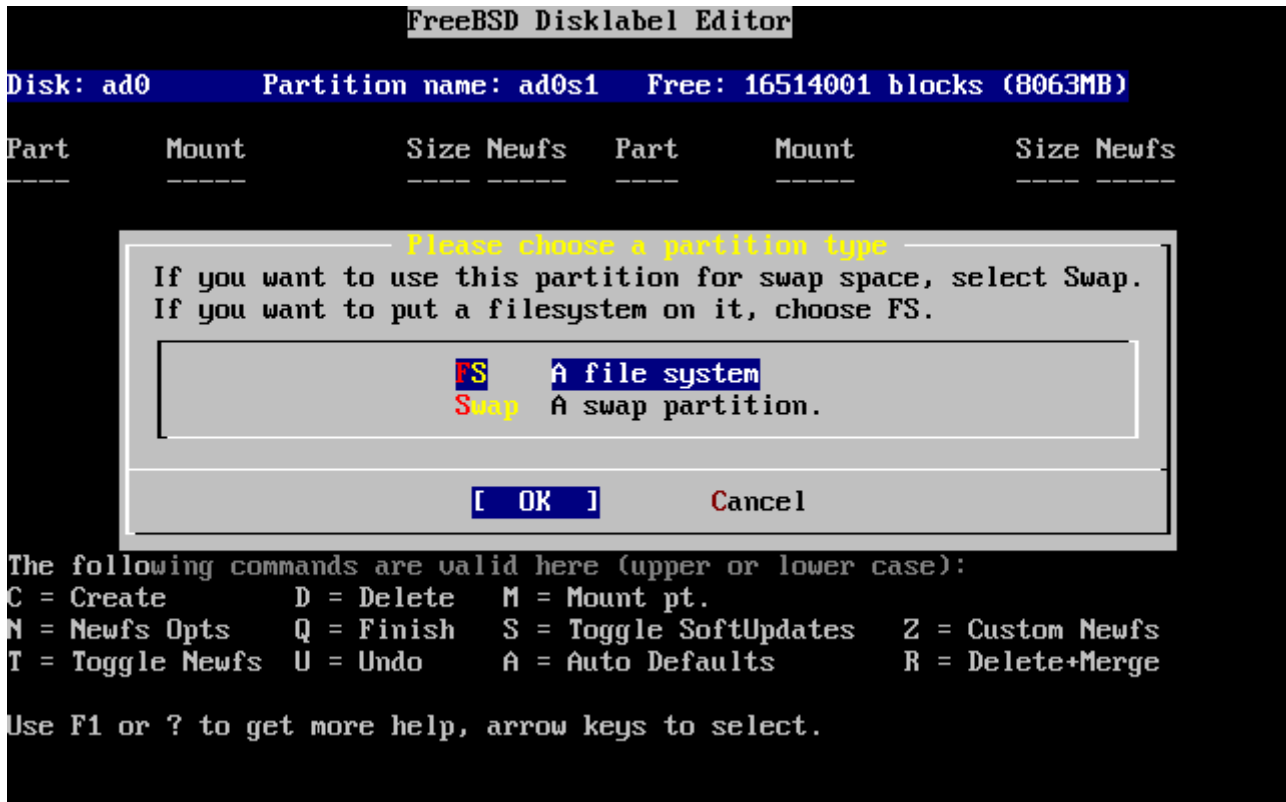 FreeBSD Disklabel Editor
Disk: ad0 Partition name: ad0s1 Free: 16514001 blocks (8063MB)
Part Mount Size Newfs Part Mount Size Newfs
---- ----- ---- ----- ---- ----- ---- -----
Please choose a partition type
If you want to use this partition for swap space, select Swap.
If you want to put a filesystem on it, choose FS.
FS A file system
Swap A swap partition.
[ OK ] Cancel
The following commands are valid here (upper or lower case):
C = Create D = Delete M = Mount pt.
N = Newfs Opts Q = Finish S = Toggle SoftUpdates Z = Custom Newfs
T = Toggle Newfs U = Undo A = Auto Defaults R = Delete+Merge
Use F1 or ? to get more help, arrow keys to select.